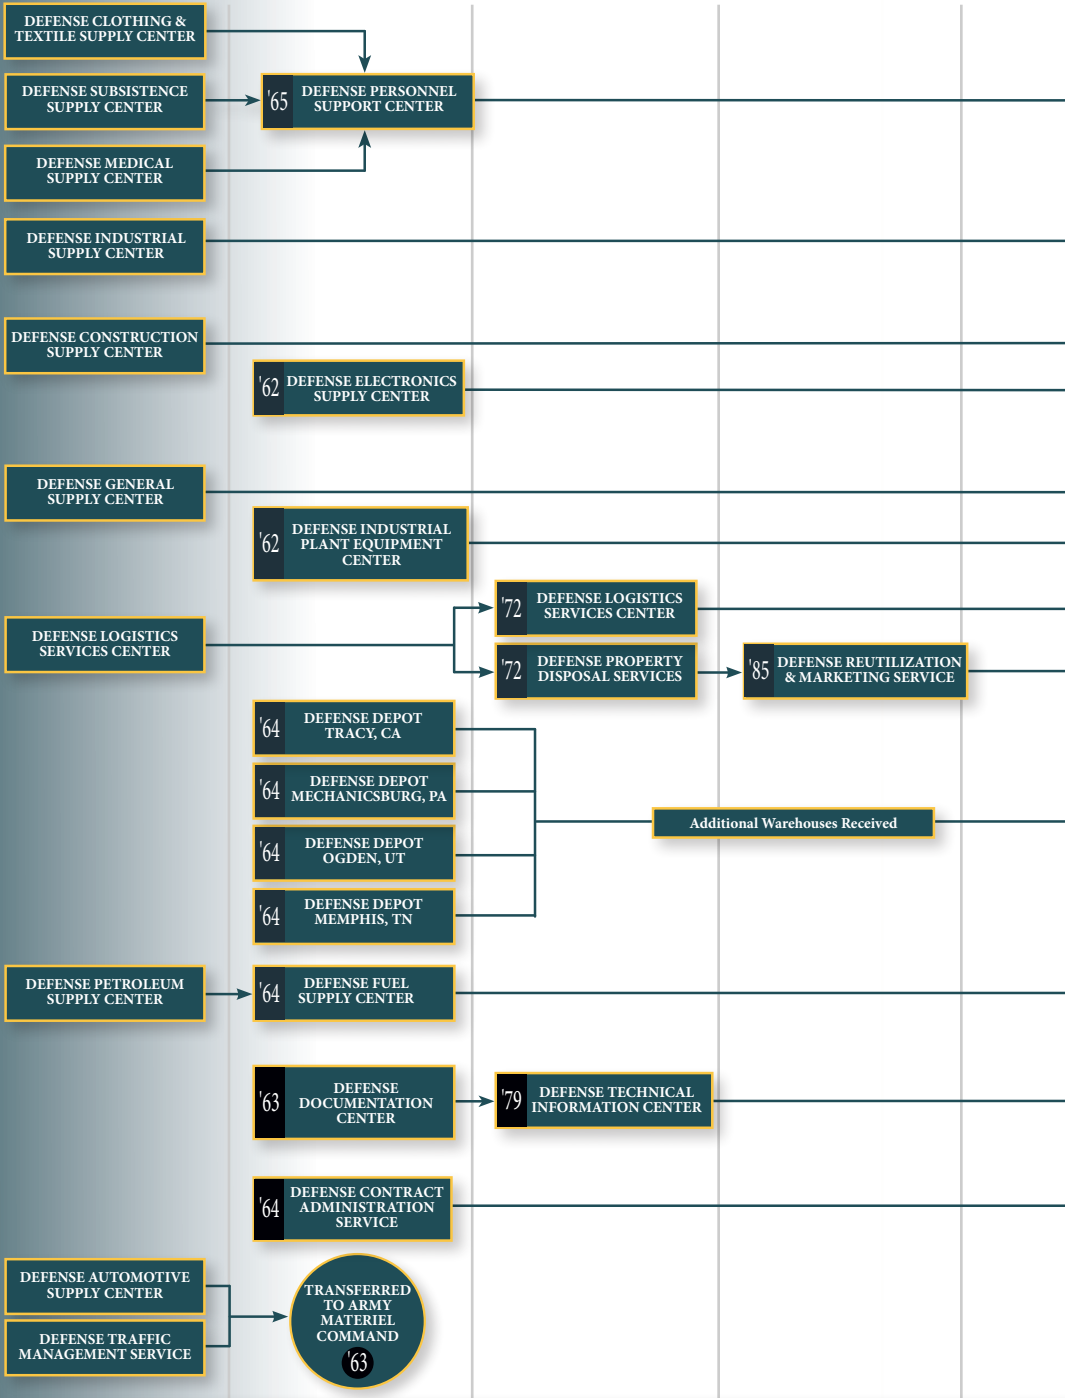 DEFENSE CLOTHING &
TEXTILE SUPPLY CENTER
DEFENSE SUBSISTENCE
SUPPLY CENTER
'65
DEFENSE PERSONNEL
SUPPORT CENTER
DEFENSE MEDICAL
SUPPLY CENTER
DEFENSE INDUSTRIAL
SUPPLY CENTER
DEFENSE CONSTRUCTION
SUPPLY CENTER
'62
DEFENSE ELECTRONICS
SUPPLY CENTER
DEFENSE GENERAL
SUPPLY CENTER
'62
DEFENSE INDUSTRIAL
PLANT EQUIPMENT
CENTER
DEFENSE LOGISTICS
SERVICES CENTER
'72
DEFENSE LOGISTICS
SERVICES CENTER
'72
DEFENSE PROPERTY
DISPOSAL SERVICES
'85
DEFENSE REUTILIZATION
& MARKETING SERVICE
'64
DEFENSE DEPOT
TRACY, CA
'64
DEFENSE DEPOT
MECHANICSBURG, PA
'64
DEFENSE DEPOT
OGDEN, UT
'64
DEFENSE DEPOT
MEMPHIS, TN
Additional Warehouses Received
DEFENSE PETROLEUM
SUPPLY CENTER
'64
DEFENSE FUEL
SUPPLY CENTER
'63
DEFENSE
DOCUMENTATION
CENTER
'79
DEFENSE TECHNICAL
INFORMATION CENTER
'64
DEFENSE CONTRACT
ADMINISTRATION
SERVICE
DEFENSE AUTOMOTIVE
SUPPLY CENTER
DEFENSE TRAFFIC
MANAGEMENT SERVICE
TRANSFERRED
TO ARMY
MATERIEL
COMMAND
'63